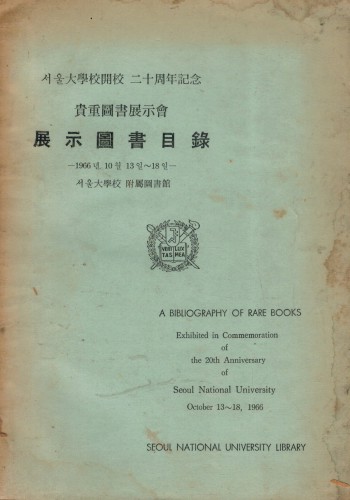 서울大學校開校 二十周年記念
貴重圖書展示會
展示圖書目錄
—1966년, 10월 13일~18일—
서울大學校 附屬圖書館
VERI LUX
TAS MEA
A BIBLIOGRAPHY OF RARE BOOKS
Exhibited in Commemoration
of
the 20th Anniversary
of
Seoul National University
October 13~18, 1966
SEOUL NATIONAL UNIVERSITY LIBRARY